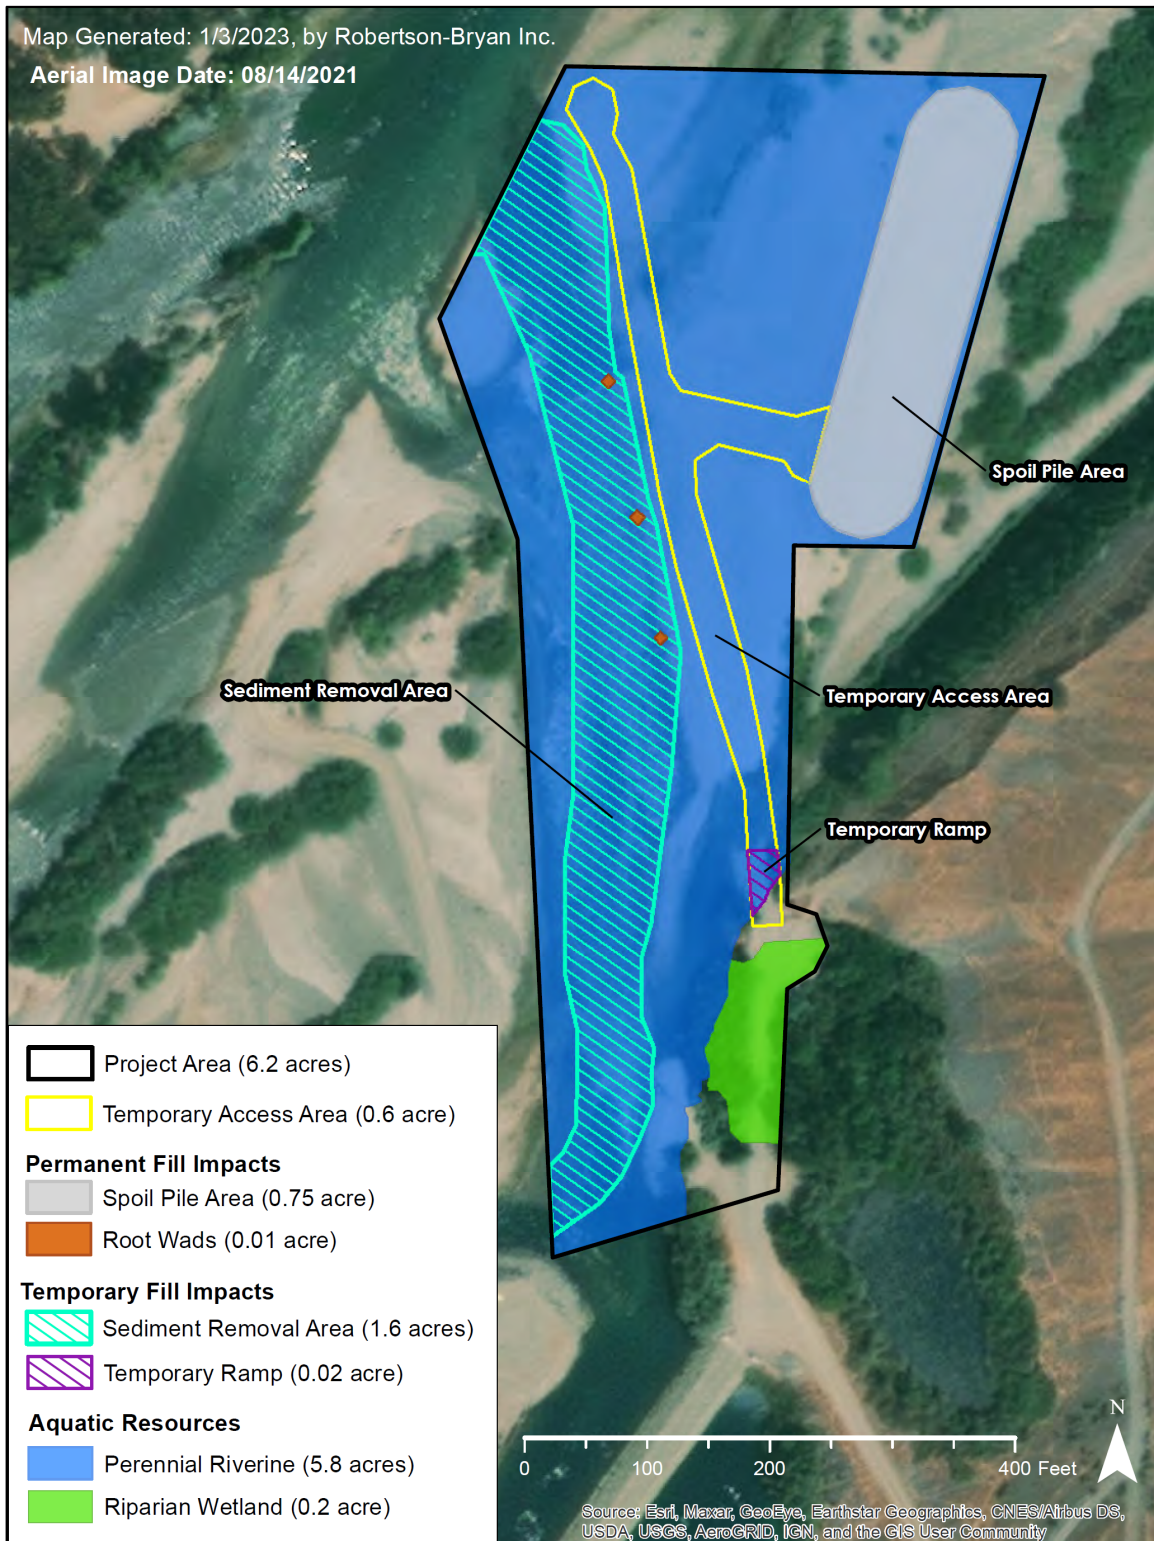 Map Generated: 1/3/2023, by Robertson-Bryan Inc.
Aerial Image Date: 08/14/2021
Spoil Pile Area
Sediment Removal Area
Temporary Access Area
Temporary Ramp
Project Area (6.2 acres)
Temporary Access Area (0.6 acre)
Permanent Fill Impacts
Spoil Pile Area (0.75 acre)
Root Wads (0.01 acre)
Temporary Fill Impacts
Sediment Removal Area (1.6 acres)
Temporary Ramp (0.02 acre)
Aquatic Resources
Perennial Riverine (5.8 acres)
Riparian Wetland (0.2 acre)
N
0 100 200 400 Feet
Source: Esri, Maxar, GeoEye, Earthstar Geographics, CNES/Airbus DS,
USDA, USGS, AeroGRID, IGN, and the GIS User Community